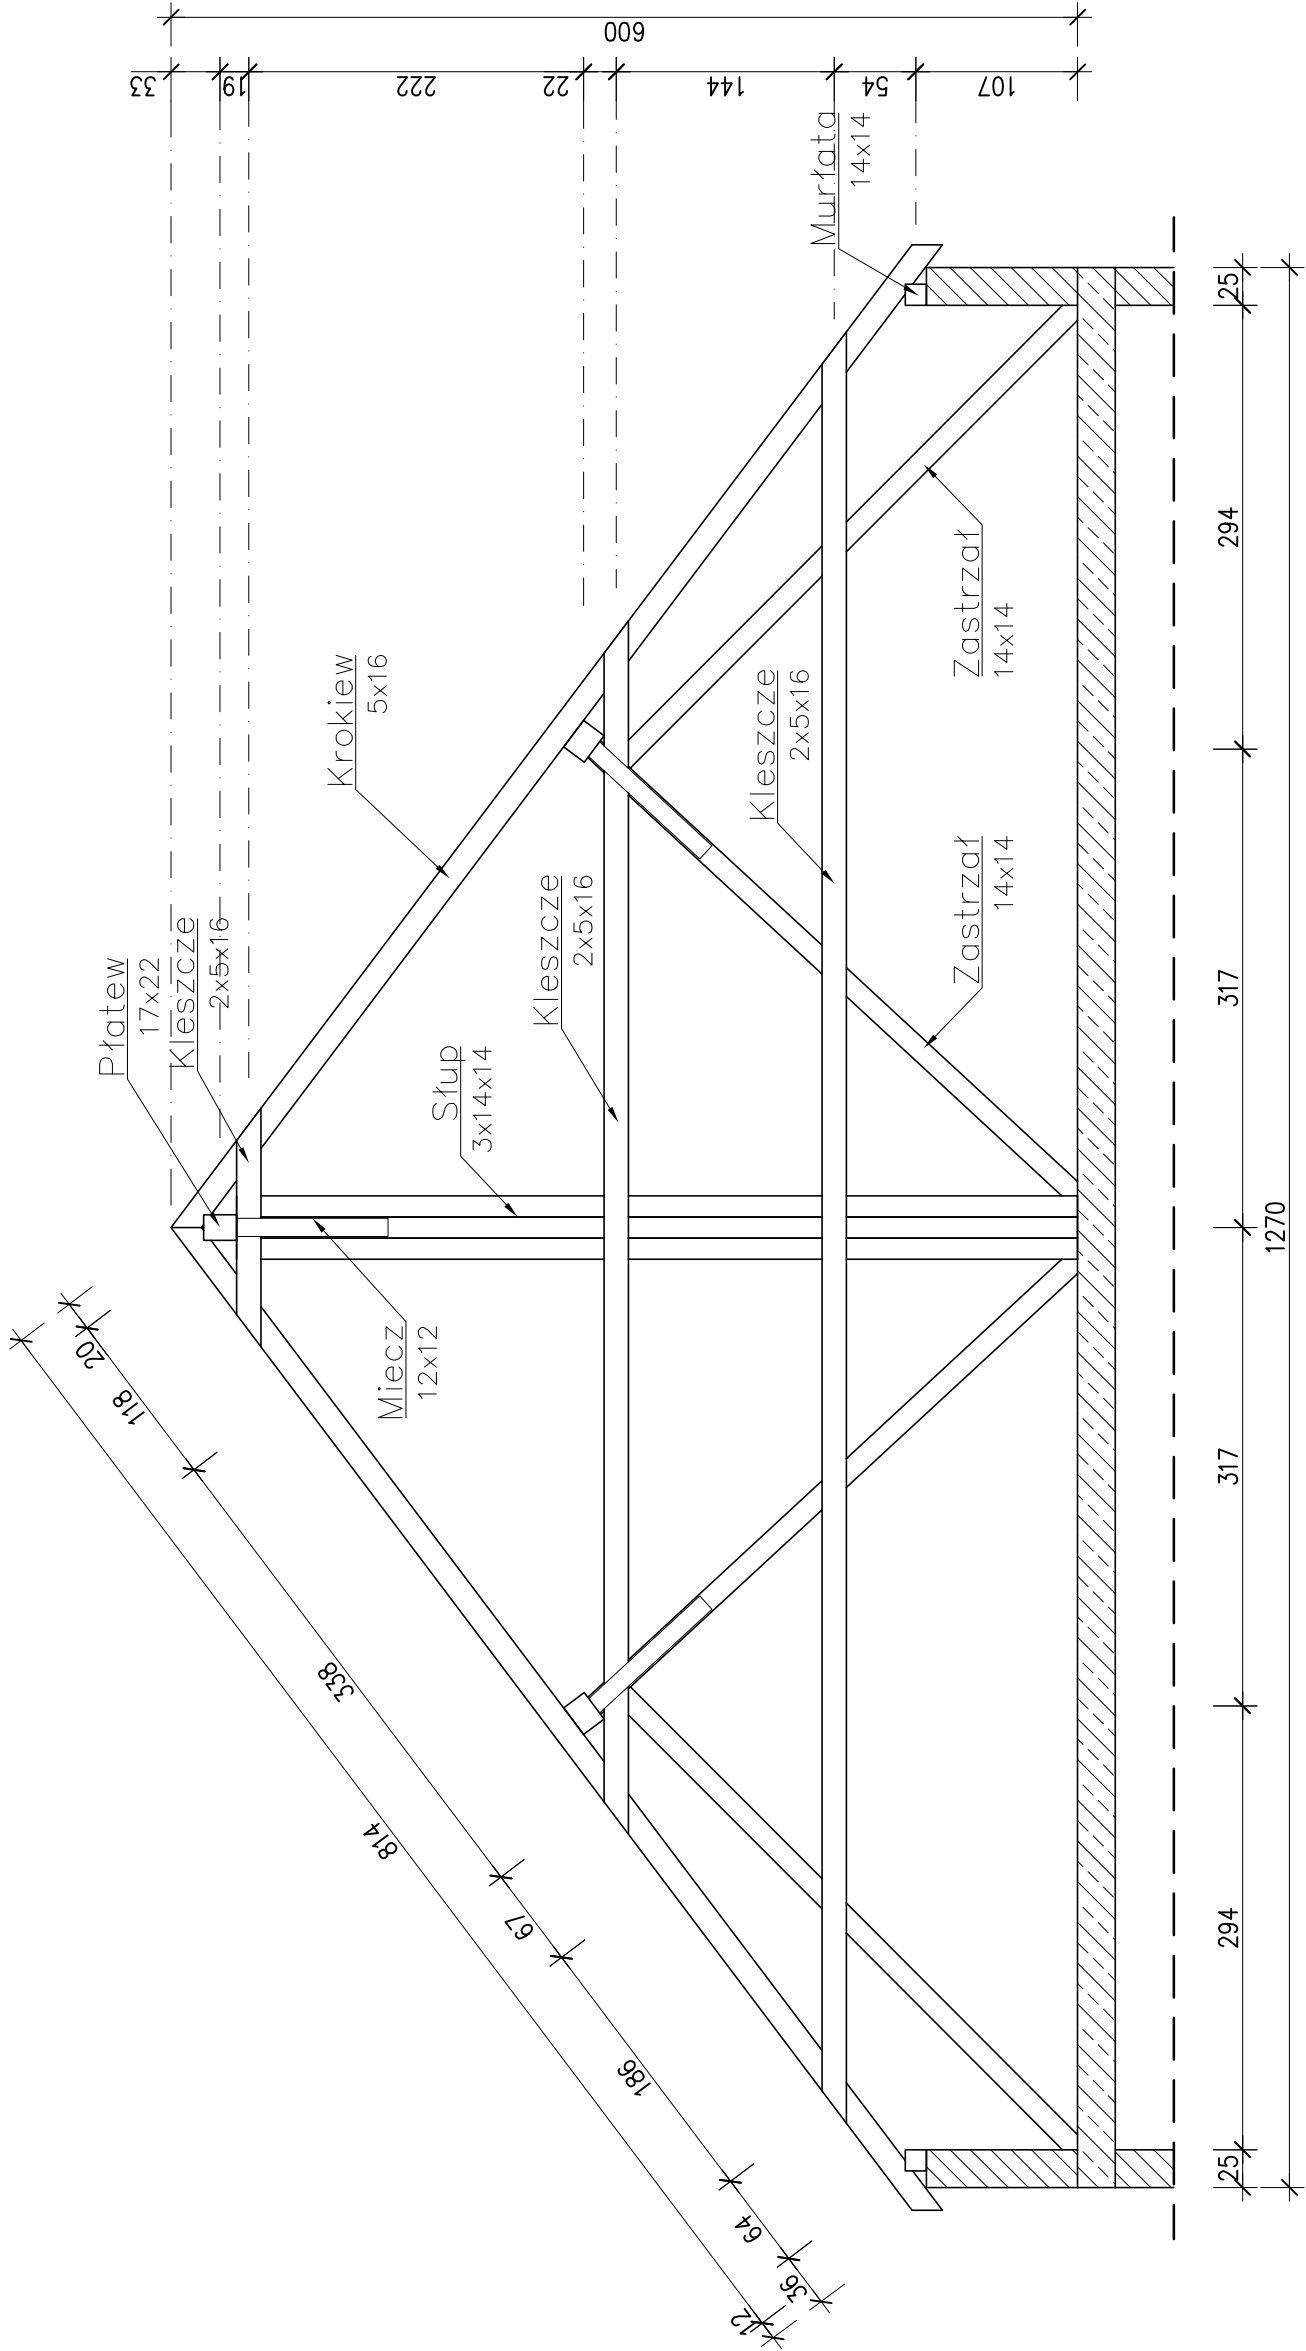 600
33
19
222
22
144
54
107
Murłata
14x14
Krokiew
5x16
Płatew
17x22
Kleszcze
2x5x16
Słup
3x14x14
Kleszcze
2x5x16
Kleszcze
2x5x16
Zastrzał
14x14
Zastrzał
14x14
Miecz
12x12
20
118
338
67
186
64
36
814
12
25
294
317
317
294
25
1270